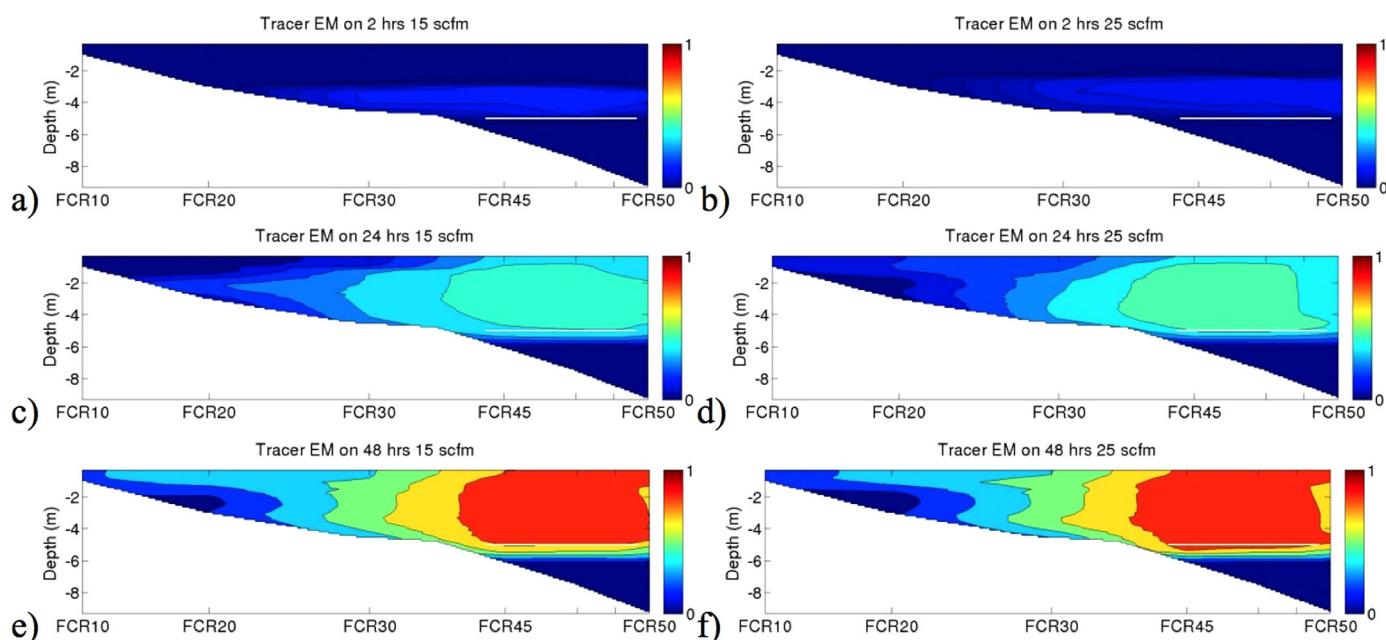 Tracer EM on 2 hrs 15 scfm
1
Depth (m)
-2
-4
-6
-8
0
a)
FCR10 FCR20 FCR30 FCR45 FCR50
Tracer EM on 2 hrs 25 scfm
1
Depth (m)
-2
-4
-6
-8
0
b)
FCR10 FCR20 FCR30 FCR45 FCR50
Tracer EM on 24 hrs 15 scfm
1
Depth (m)
-2
-4
-6
-8
0
c)
FCR10 FCR20 FCR30 FCR45 FCR50
Tracer EM on 24 hrs 25 scfm
1
Depth (m)
-2
-4
-6
-8
0
d)
FCR10 FCR20 FCR30 FCR45 FCR50
Tracer EM on 48 hrs 15 scfm
1
Depth (m)
-2
-4
-6
-8
0
e)
FCR10 FCR20 FCR30 FCR45 FCR50
Tracer EM on 48 hrs 25 scfm
1
Depth (m)
-2
-4
-6
-8
0
f)
FCR10 FCR20 FCR30 FCR45 FCR50